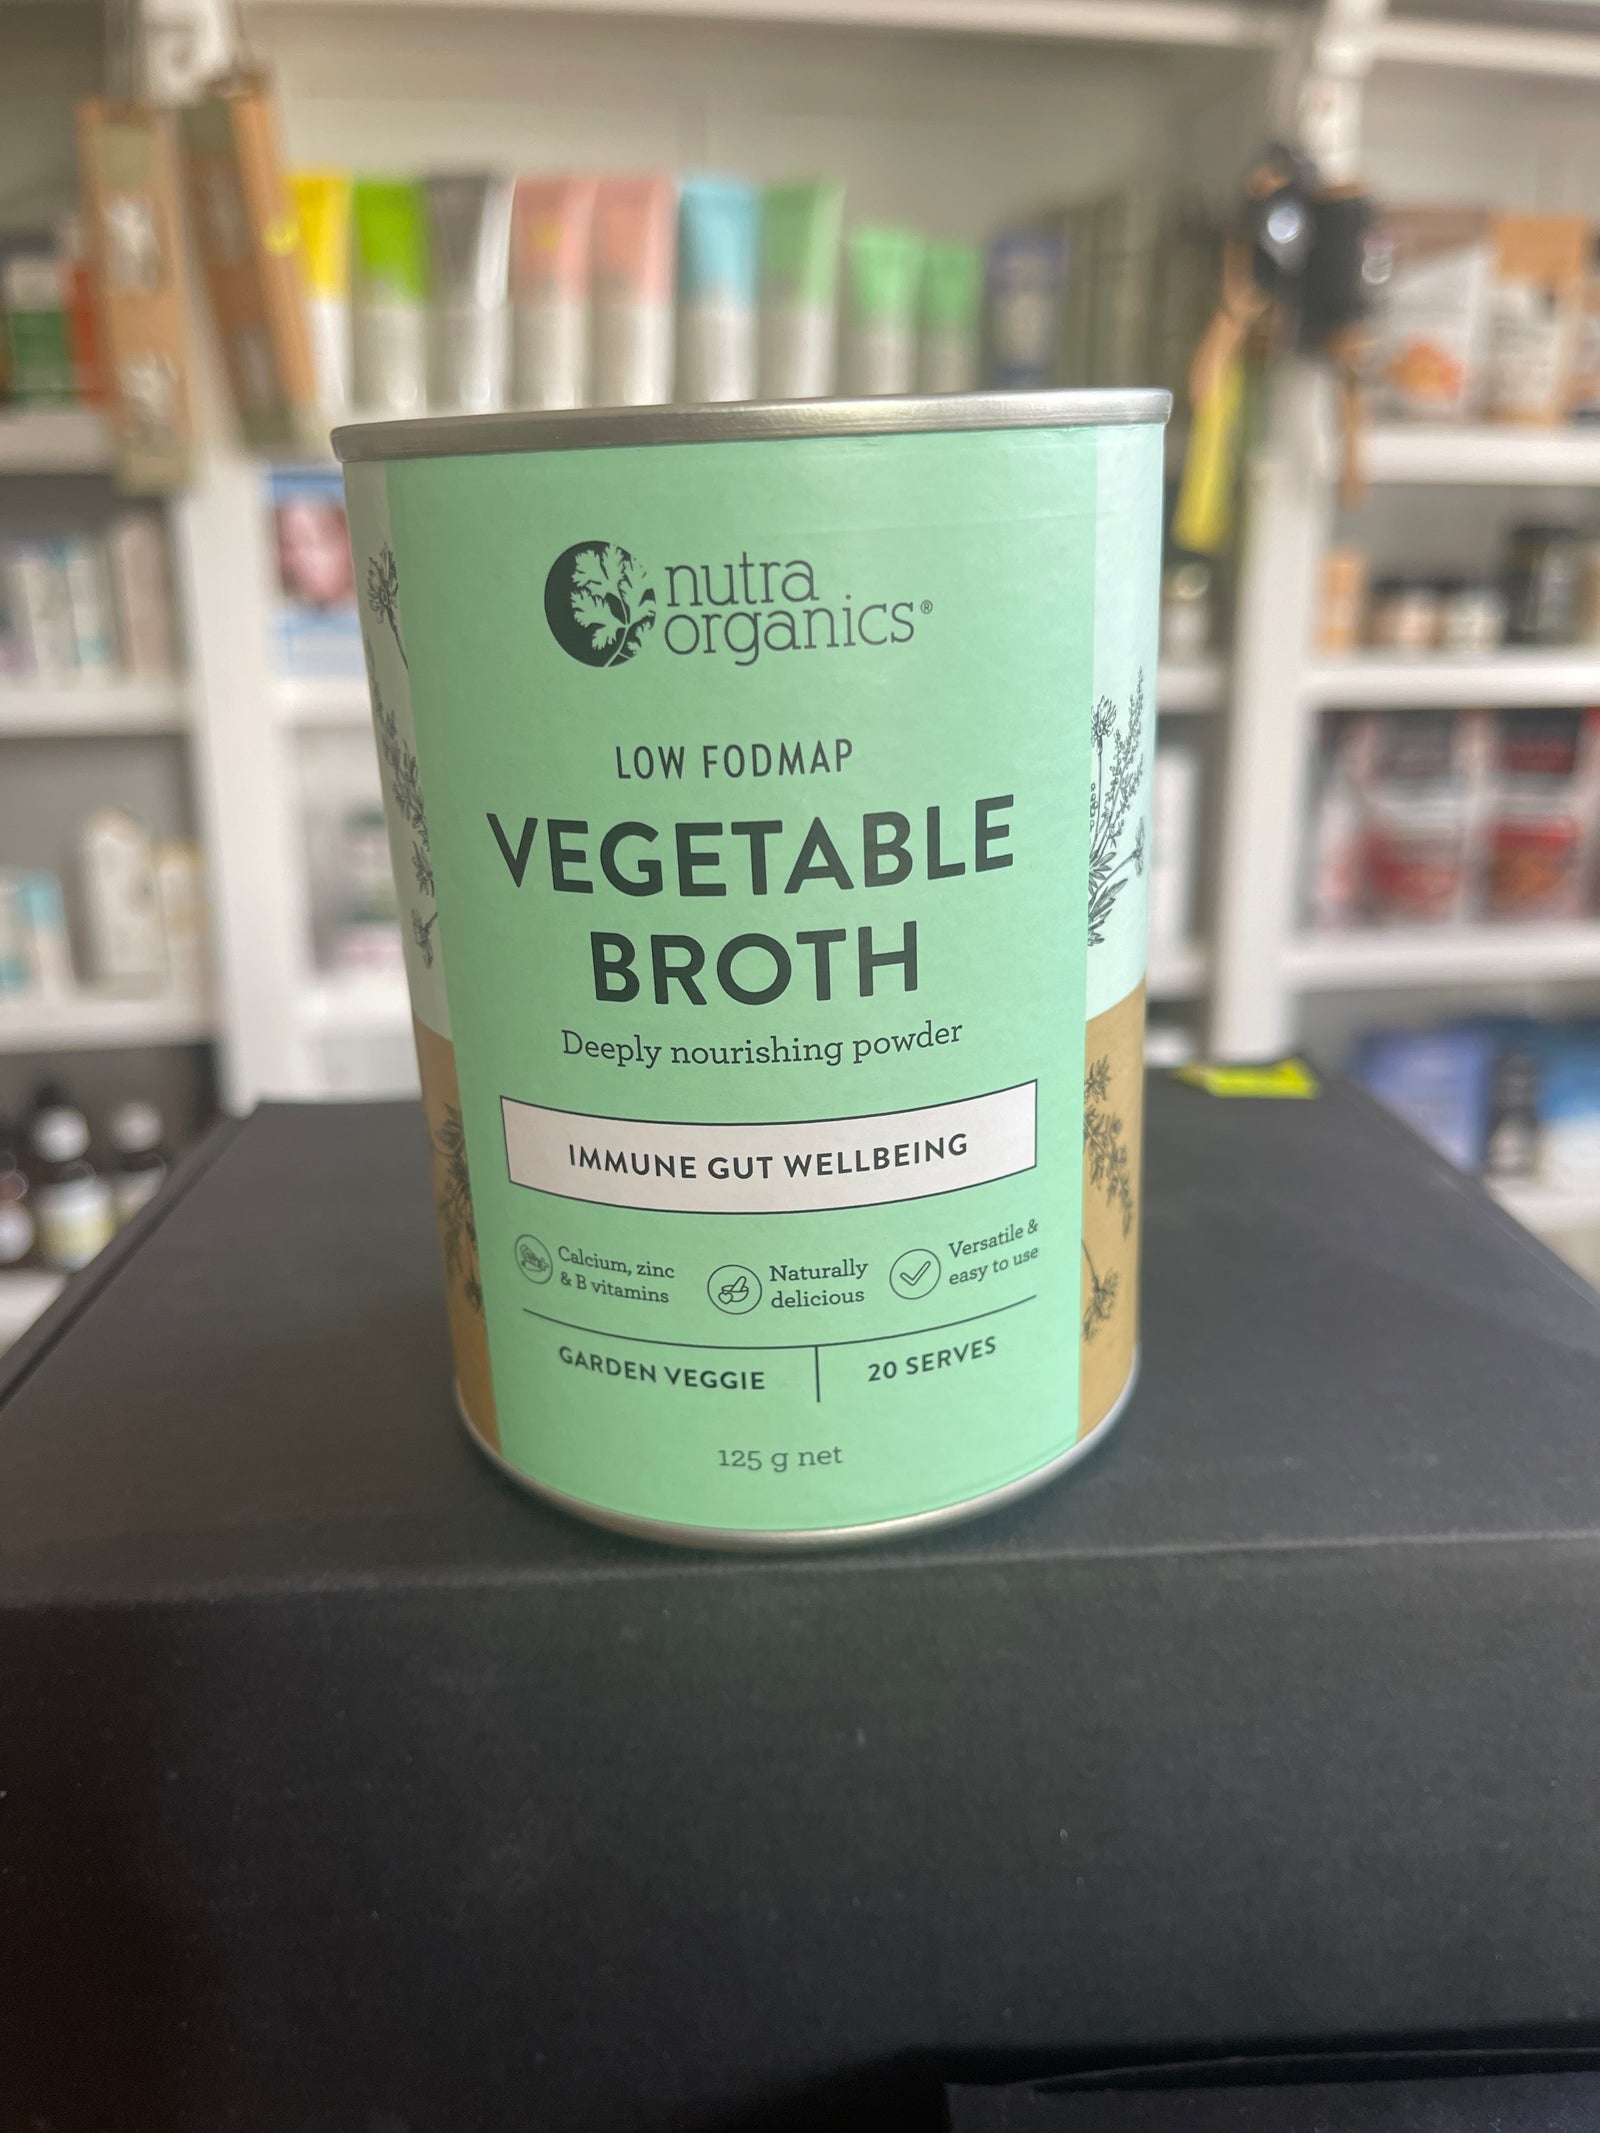 nutra
organics®
LOW FODMAP
VEGETABLE
BROTH
Deeply nourishing powder
IMMUNE GUT WELLBEING
Calcium, zinc
& B vitamins
Naturally
delicious
Versatile &
easy to use
GARDEN VEGGIE
20 SERVES
125 g net